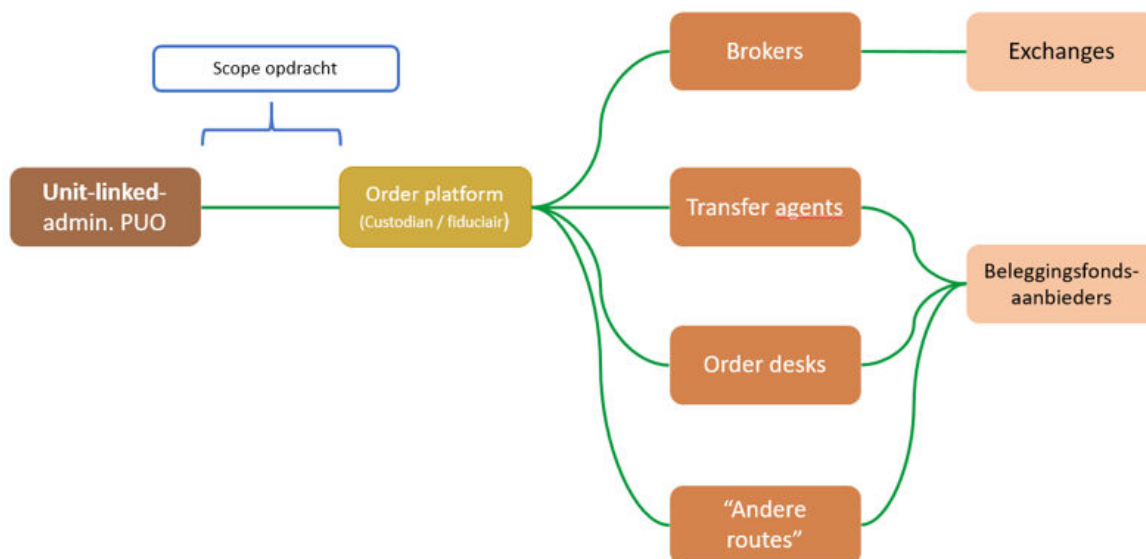 Scope opdracht
Unit-linked-
admin. PUO
Order platform
(Custodian / fiduciair)
Brokers
Exchanges
Transfer agents
Order desks
“Andere
routes”
Beleggingsfonds-
aanbieders